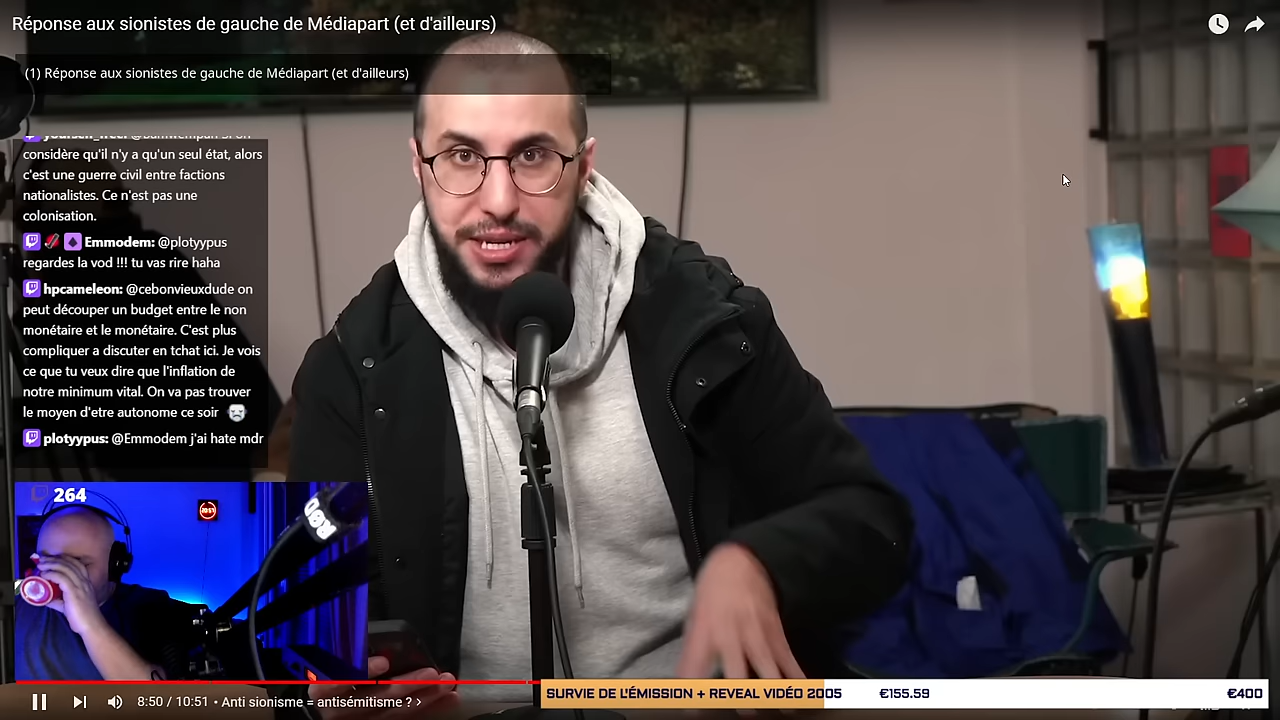 Réponse aux sionistes de gauche de Médiapart (et d'ailleurs)
(1) Réponse aux sionistes de gauche de Médiapart (et d'ailleurs)
considère qu'il n'y a qu'un seul état, alors
c'est une guerre civil entre factions
nationalistes. Ce n'est pas une
colonisation.
Emmodem: @plotyypus
regardes la vod !!! tu vas rire haha
hpcameleon: @cebonvieuxdude on
peut découper un budget entre le non
monétaire et le monétaire. C'est plus
compliquer a discuter en tchat ici. Je vois
ce que tu veux dire que l'inflation de
notre minimum vital. On va pas trouver
le moyen d'etre autonome ce soir
plotyypus: @Emmodem j'ai hate mdr
264
8:50 / 10:51 • Anti sionisme = antisémitisme ? ›
SURVIE DE L'ÉMISSION + REVEAL VIDÉO 2005 €155.59 €400